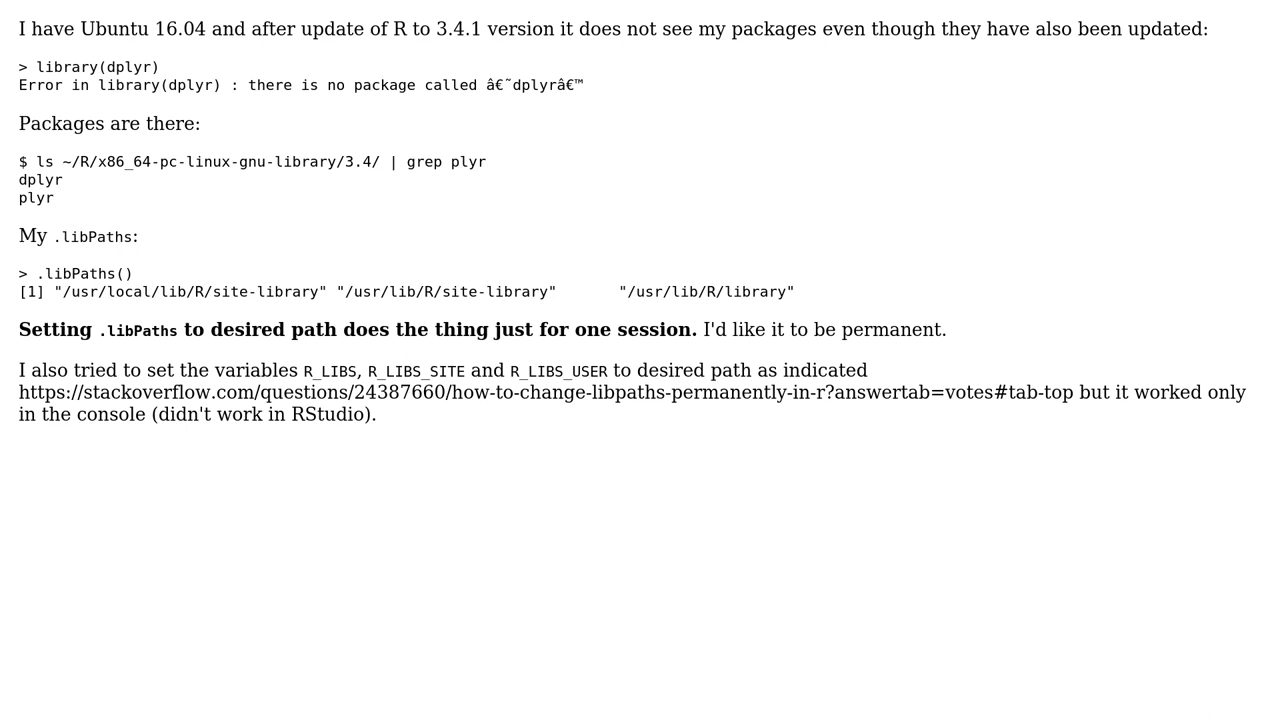 I have Ubuntu 16.04 and after update of R to 3.4.1 version it does not see my packages even though they have also been updated:
> library(dplyr)
Error in library(dplyr) : there is no package called â€˜dplyrâ€™
Packages are there:
$ ls ~/R/x86_64-pc-linux-gnu-library/3.4/ | grep plyr
dplyr
plyr
My .libPaths:
> .libPaths()
[1] "/usr/local/lib/R/site-library" "/usr/lib/R/site-library"       "/usr/lib/R/library"
Setting .libPaths to desired path does the thing just for one session. I'd like it to be permanent.
I also tried to set the variables R_LIBS, R_LIBS_SITE and R_LIBS_USER to desired path as indicated
https://stackoverflow.com/questions/24387660/how-to-change-libpaths-permanently-in-r?answertab=votes#tab-top but it worked only
in the console (didn't work in RStudio).